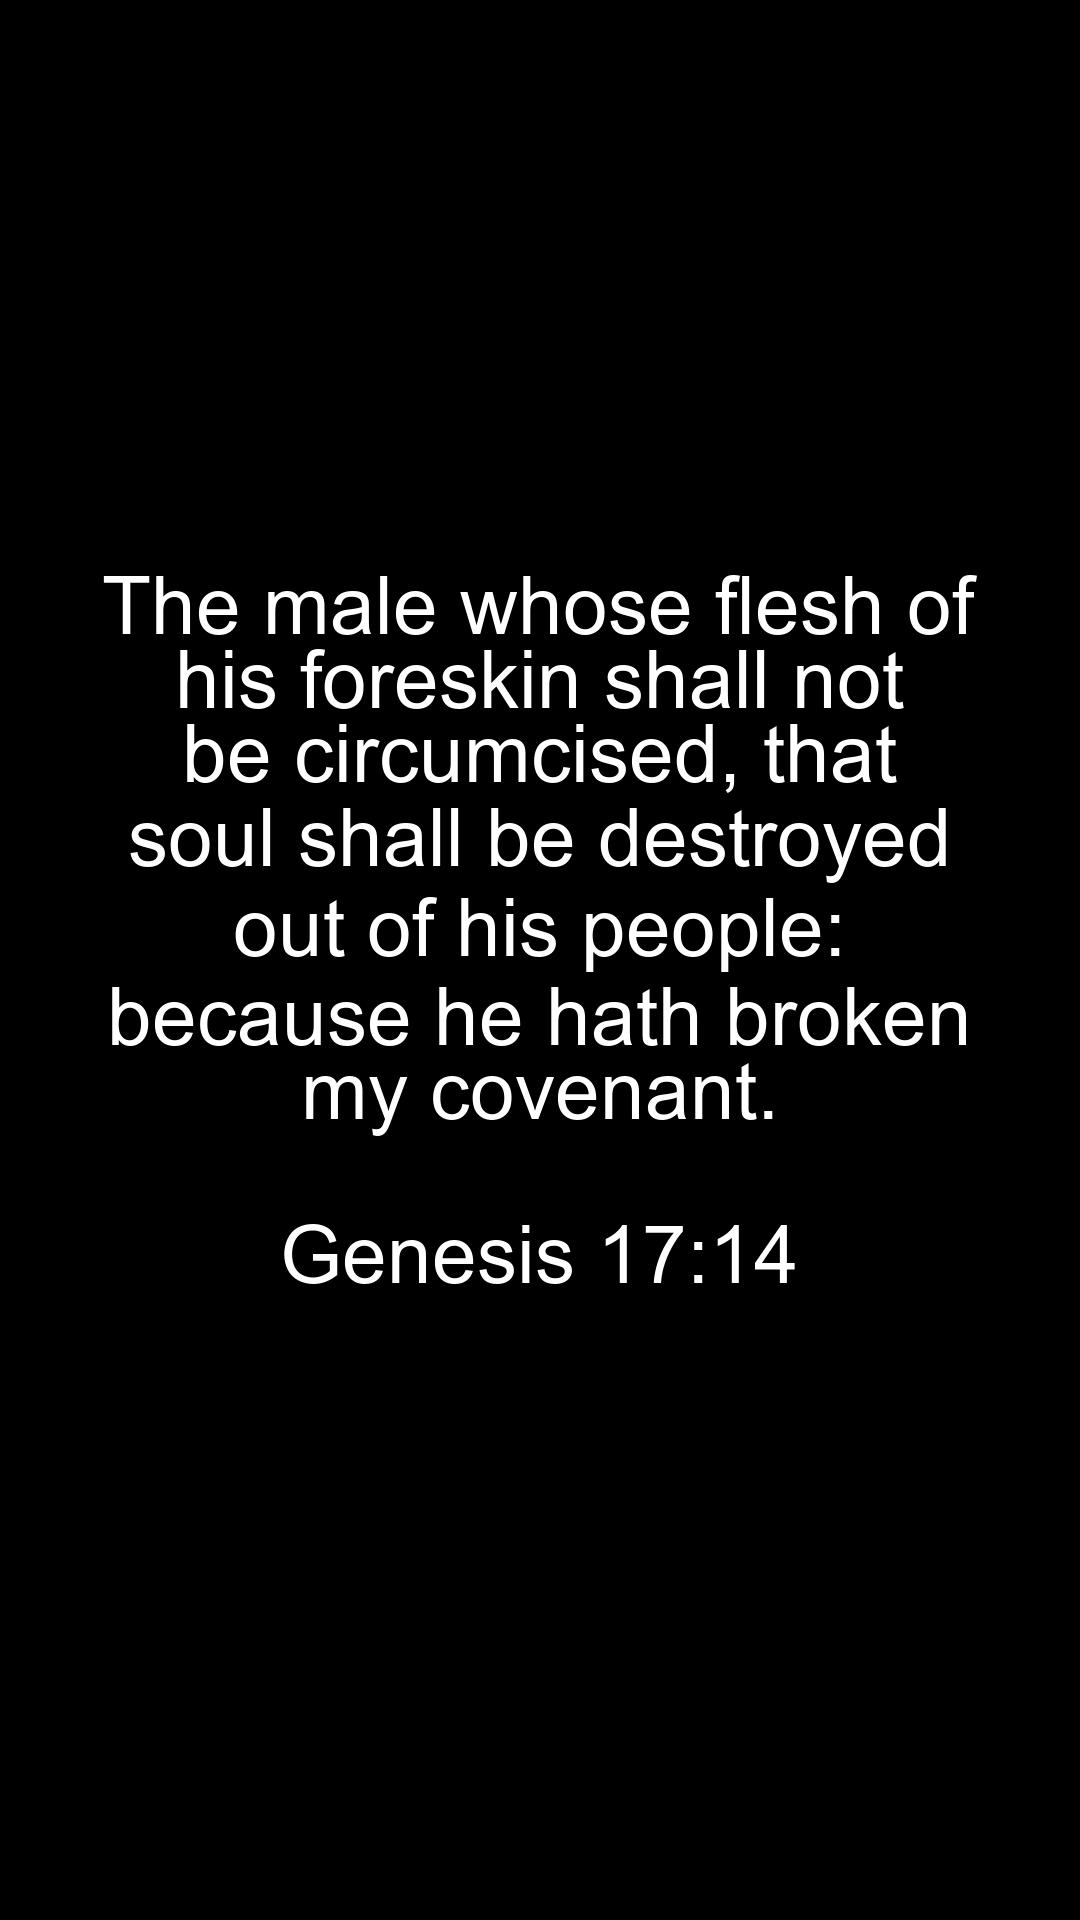 The male whose flesh of
his foreskin shall not
be circumcised, that
soul shall be destroyed
out of his people:
because he hath broken
my covenant.
Genesis 17:14